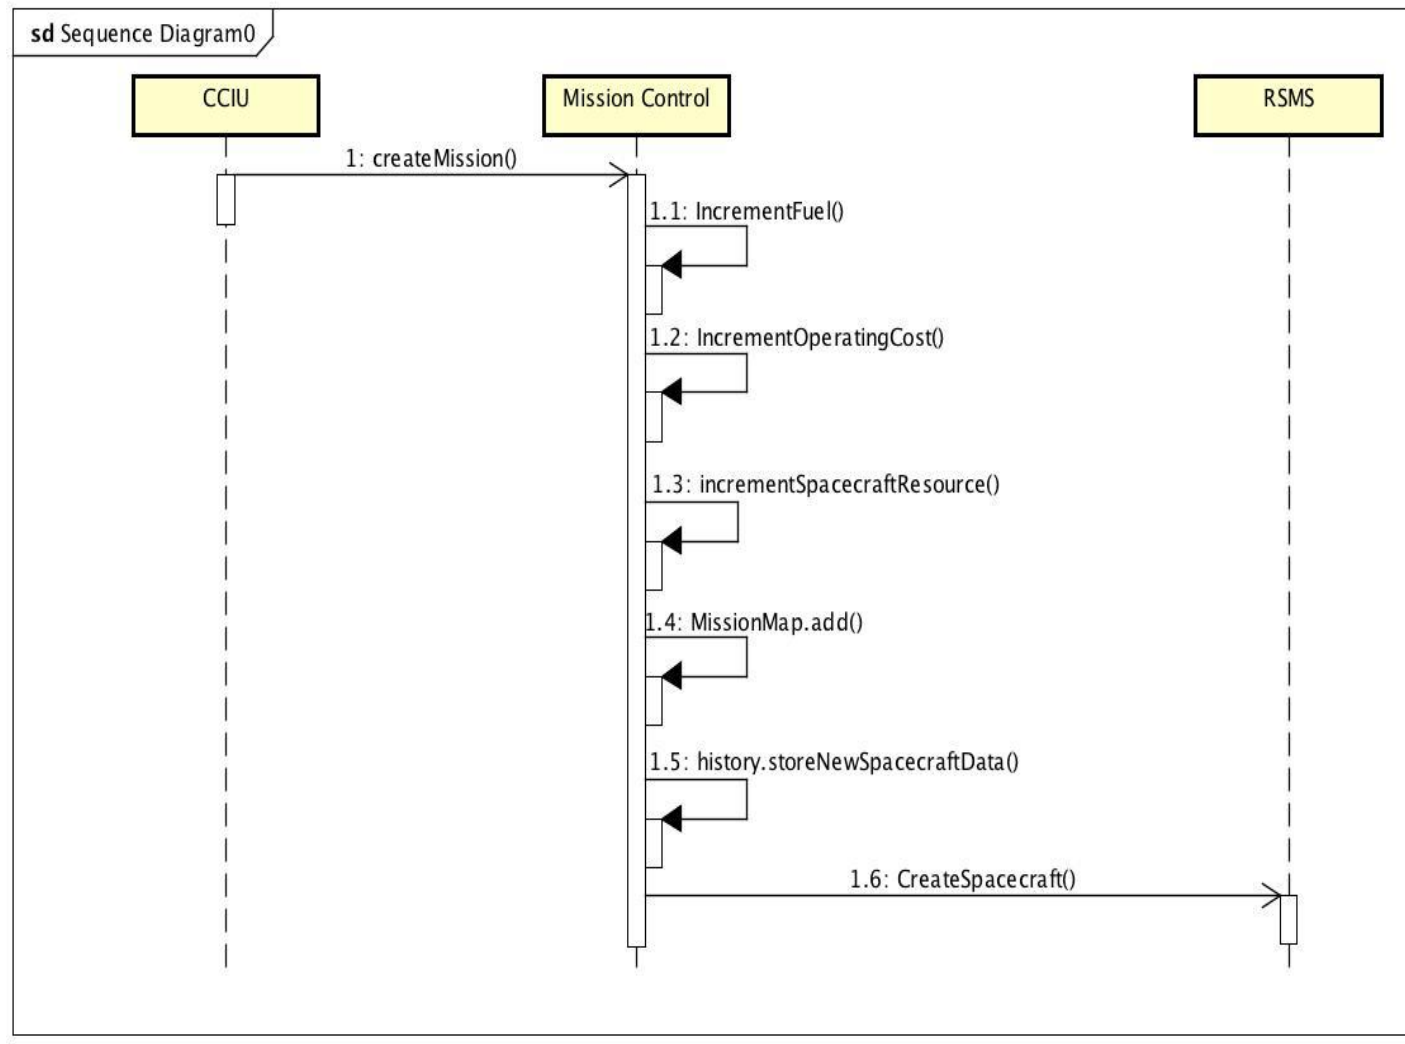 sd Sequence Diagram0
CCIU
Mission Control
RSMS
1: createMission()
1.1: IncrementFuel()
1.2: IncrementOperatingCost()
1.3: incrementSpacecraftResource()
1.4: MissionMap.add()
1.5: history.storeNewSpacecraftData()
1.6: CreateSpacecraft()